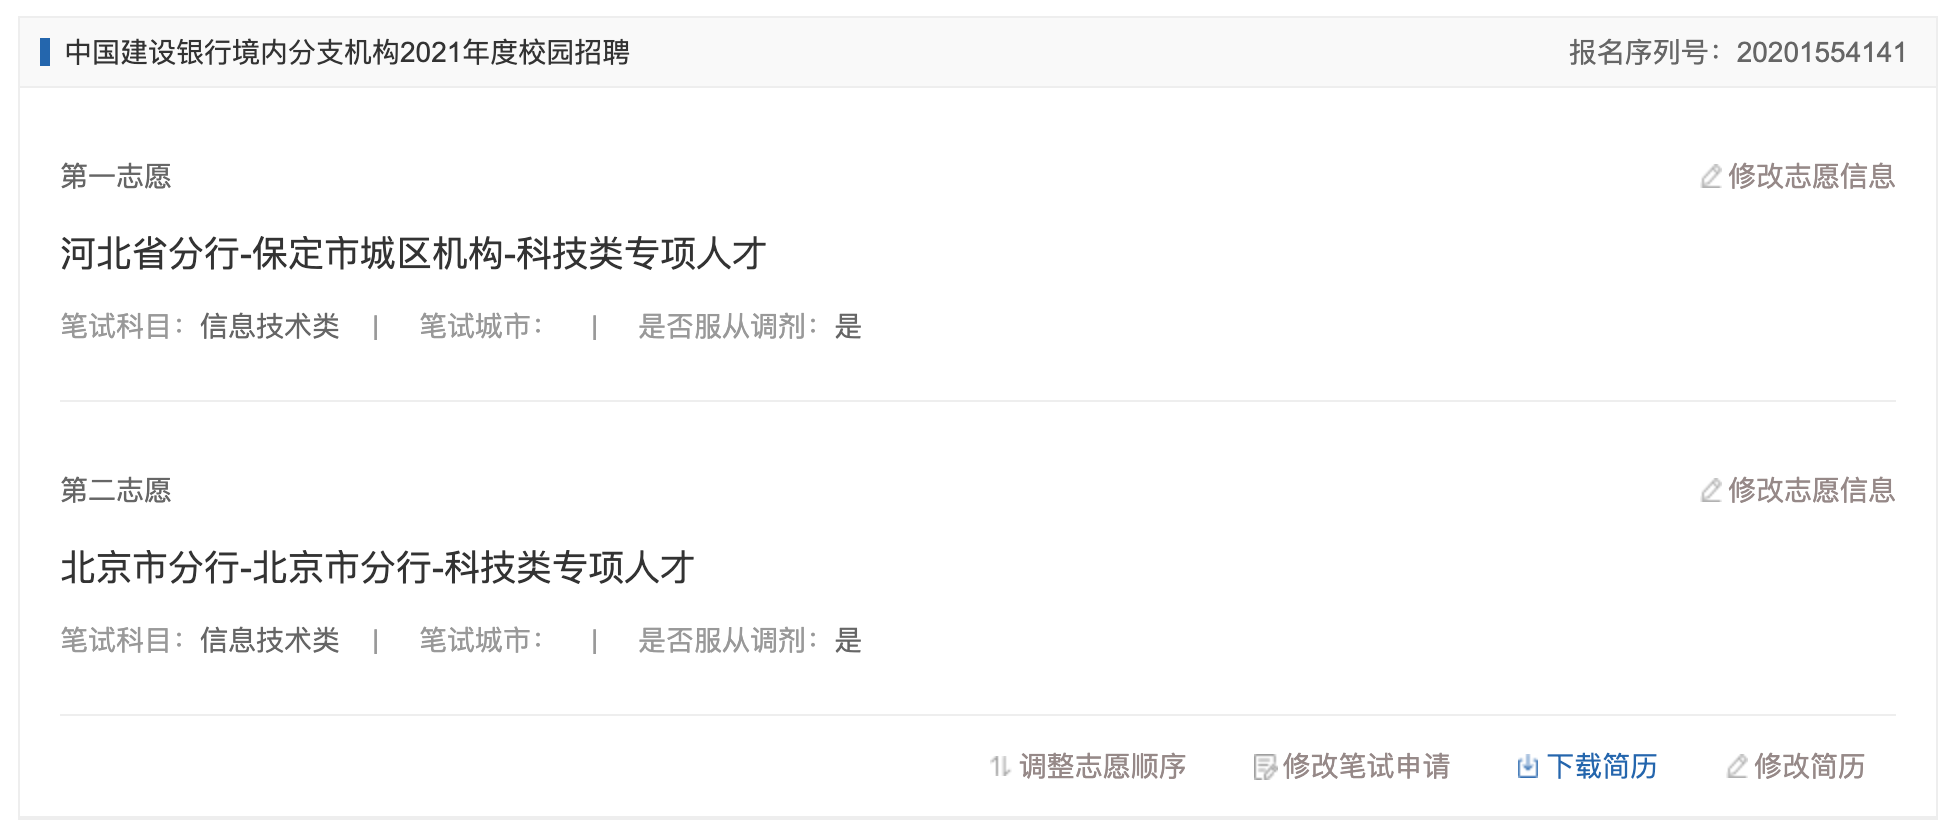 中国建设银行境内分支机构2021年度校园招聘 报名序列号：20201554141
第一志愿 修改志愿信息
河北省分行-保定市城区机构-科技类专项人才
笔试科目：信息技术类 | 笔试城市： | 是否服从调剂：是
第二志愿 修改志愿信息
北京市分行-北京市分行-科技类专项人才
笔试科目：信息技术类 | 笔试城市： | 是否服从调剂：是
调整志愿顺序 修改笔试申请 下载简历 修改简历